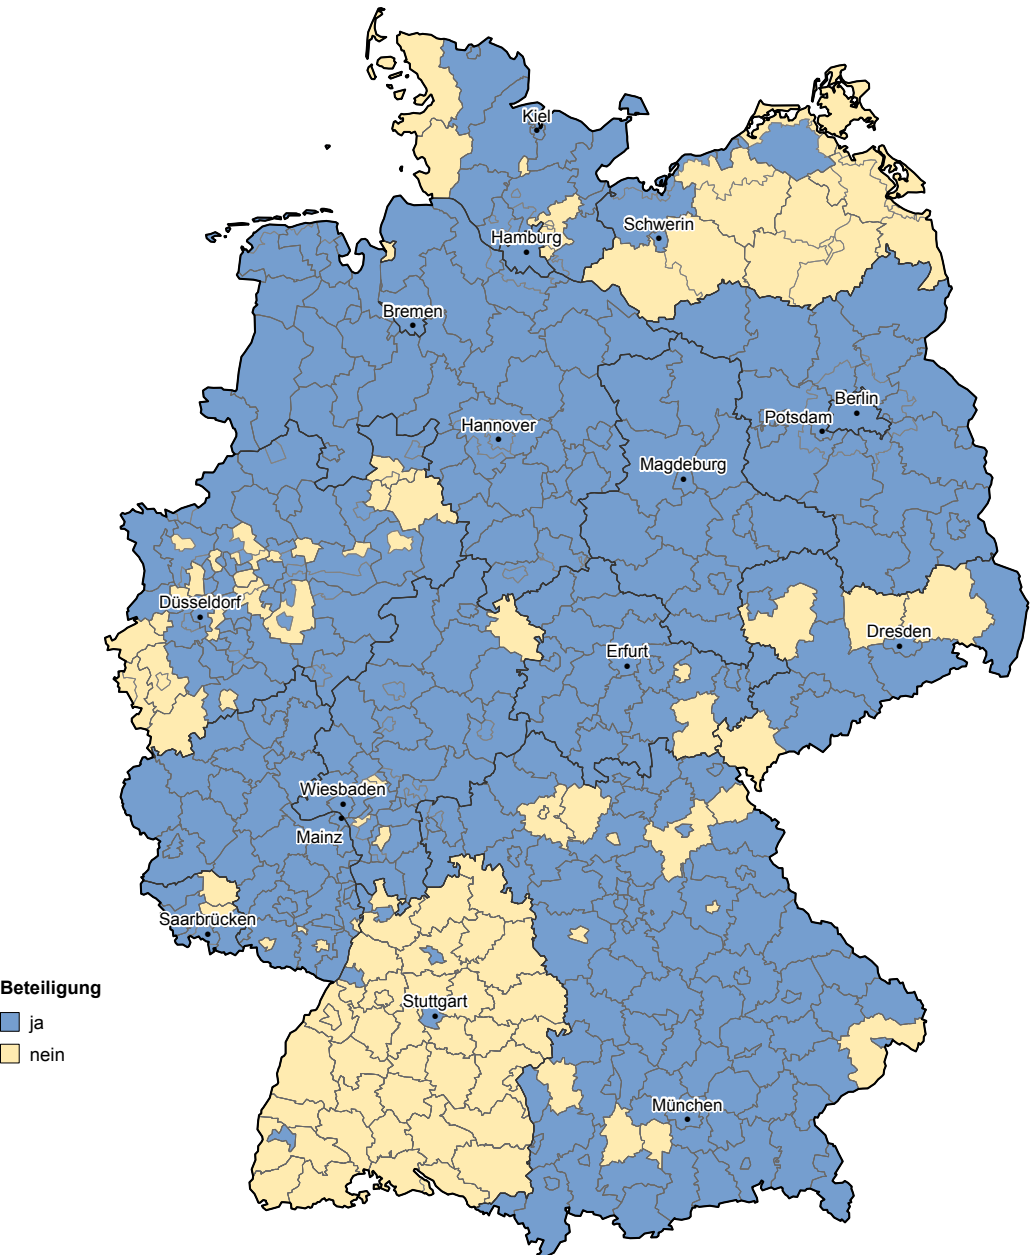 Kiel
Schwerin
Hamburg
Bremen
Berlin
Potsdam
Hannover
Magdeburg
Düsseldorf
Dresden
Erfurt
Wiesbaden
Mainz
Saarbrücken
Beteiligung
ja
nein
Stuttgart
München